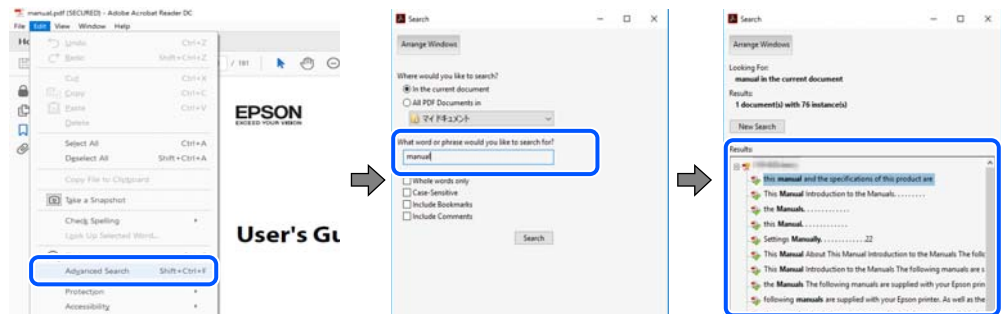 manual.pdf (SECURED) - Adobe Acrobat Reader DC
File Edit View Window Help
Undo Ctrl+Z
Redo Shift+Ctrl+Z
Cut Ctrl+X
Copy Ctrl+C
Paste Ctrl+V
Delete
Select All Ctrl+A
Deselect All Shift+Ctrl+A
Copy File to Clipboard
Take a Snapshot
Check Spelling
Look Up Selected Word...
Advanced Search Shift+Ctrl+F
Protection
Accessibility
/ 181
EPSON
EXCEED YOUR VISION
User's Gu
Search
Arrange Windows
Where would you like to search?
In the current document
All PDF Documents in
マイ ドキュメント
What word or phrase would you like to search for?
manual
Whole words only
Case-Sensitive
Include Bookmarks
Include Comments
Search
Search
Arrange Windows
Looking For:
manual in the current document
Results:
1 document(s) with 76 instance(s)
New Search
Results:
this manual and the specifications of this product are
This Manual Introduction to the Manuals. . . . . . . . .
the Manuals. . . . . . . . . . . . .
this Manual. . . . . . . . . . . . .
Settings Manually. . . . . . . . . . . . . 22
This Manual About This Manual Introduction to the Manuals The follo
This Manual Introduction to the Manuals The following manuals are s
the Manuals The following manuals are supplied with your Epson prin
following manuals are supplied with your Epson printer. As well as the